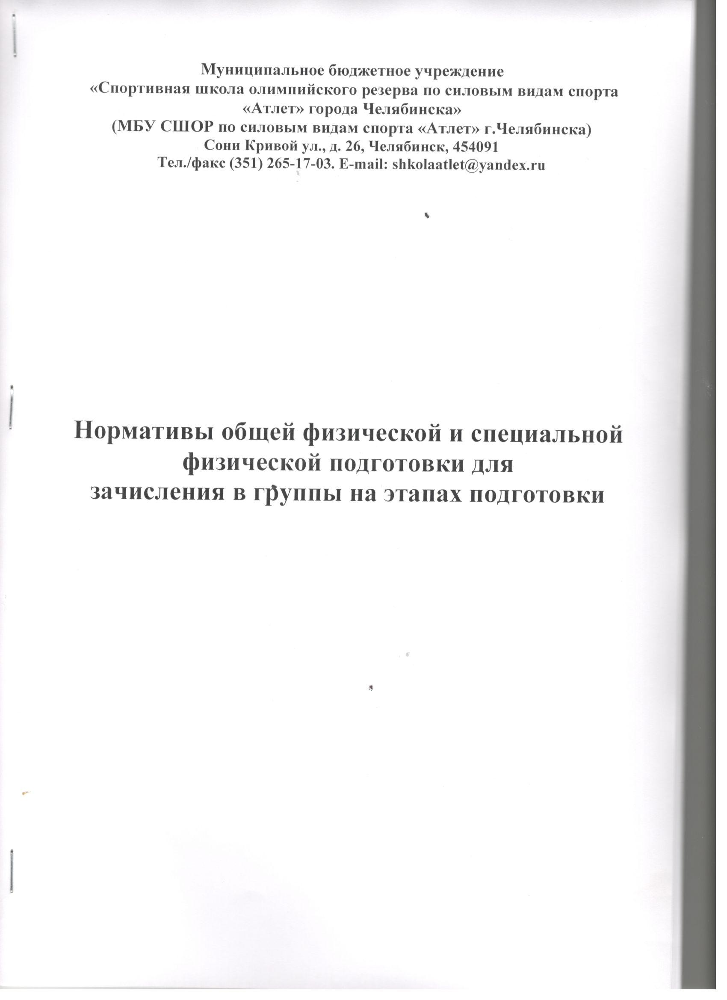 Муниципальное бюджетное учреждение
«Спортивная школа олимпийского резерва по силовым видам спорта
«Атлет» города Челябинска»
(МБУ СШОР по силовым видам спорта «Атлет» г.Челябинска)
Сони Кривой ул., д. 26, Челябинск, 454091
Тел./факс (351) 265-17-03. E-mail: shkolaatlet@yandex.ru
Нормативы общей физической и специальной
физической подготовки для
зачисления в группы на этапах подготовки